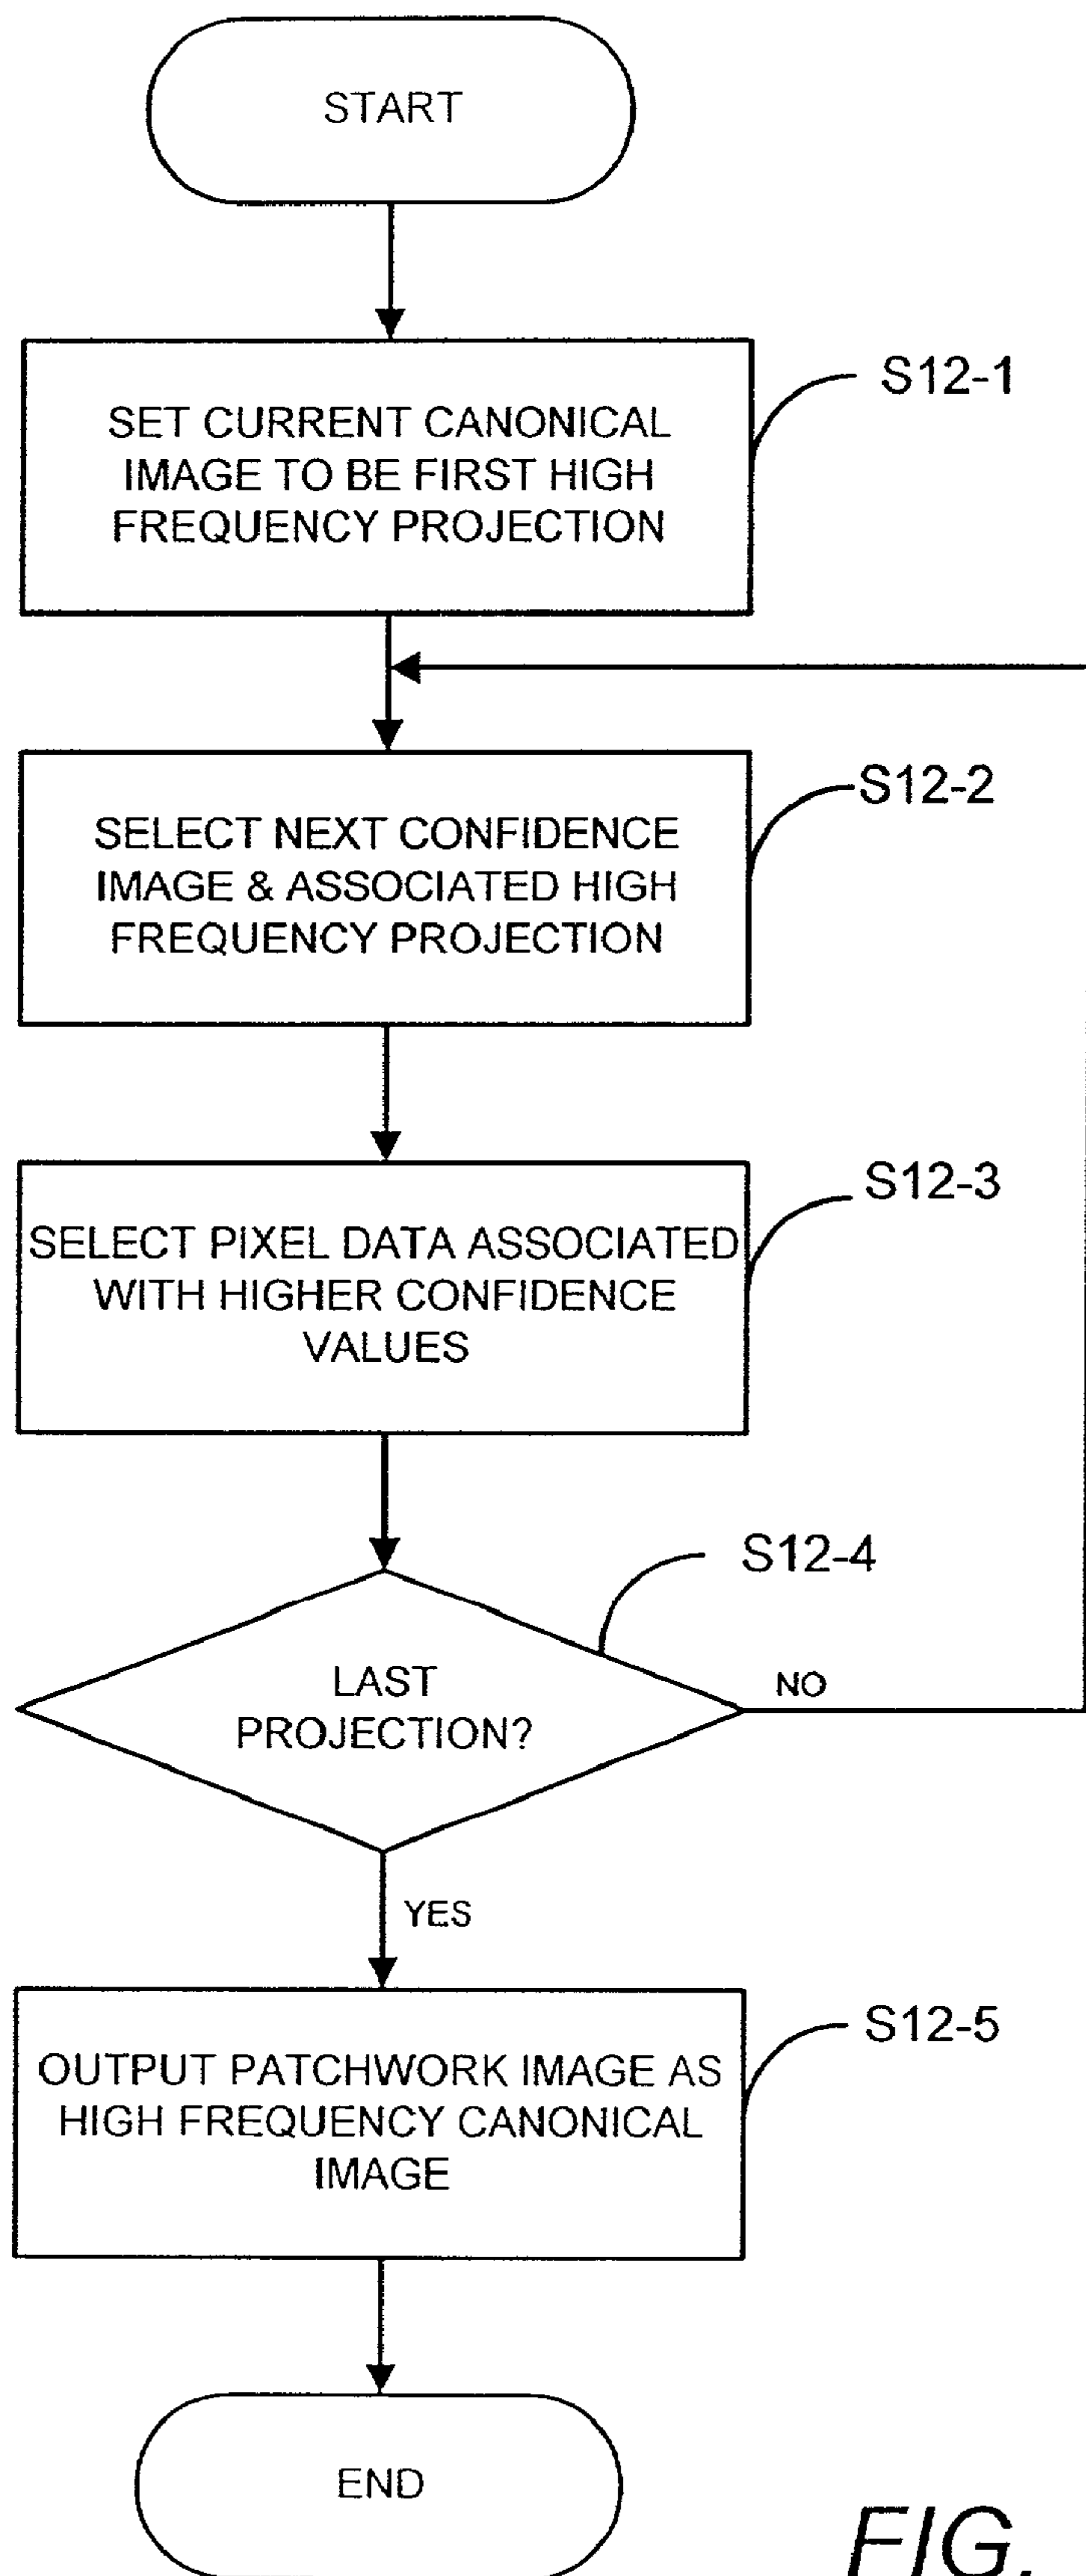 START
S12-1
SET CURRENT CANONICAL
IMAGE TO BE FIRST HIGH
FREQUENCY PROJECTION
S12-2
SELECT NEXT CONFIDENCE
IMAGE & ASSOCIATED HIGH
FREQUENCY PROJECTION
S12-3
SELECT PIXEL DATA ASSOCIATED
WITH HIGHER CONFIDENCE
VALUES
S12-4
LAST
PROJECTION?
NO
YES
S12-5
OUTPUT PATCHWORK IMAGE AS
HIGH FREQUENCY CANONICAL
IMAGE
END
FIG.